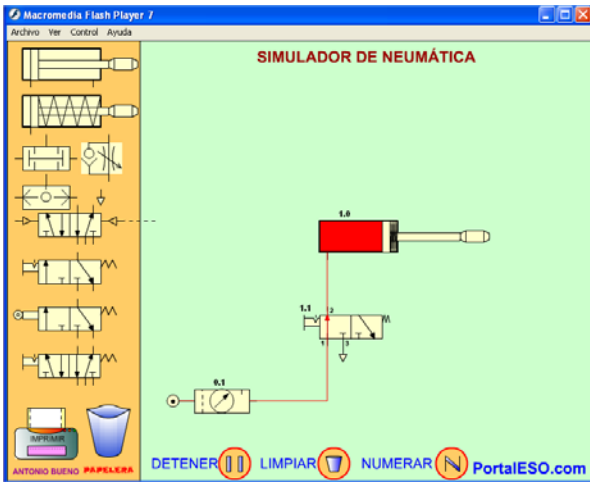 Macromedia Flash Player 7
Archivo Ver Control Ayuda
SIMULADOR DE NEUMÁTICA
1.0
1.1
2
1
3
0.1
IMPRIMIR
ANTONIO BUENO
PAPELERA
DETENER
LIMPIAR
NUMERAR
N
PortalESO.com